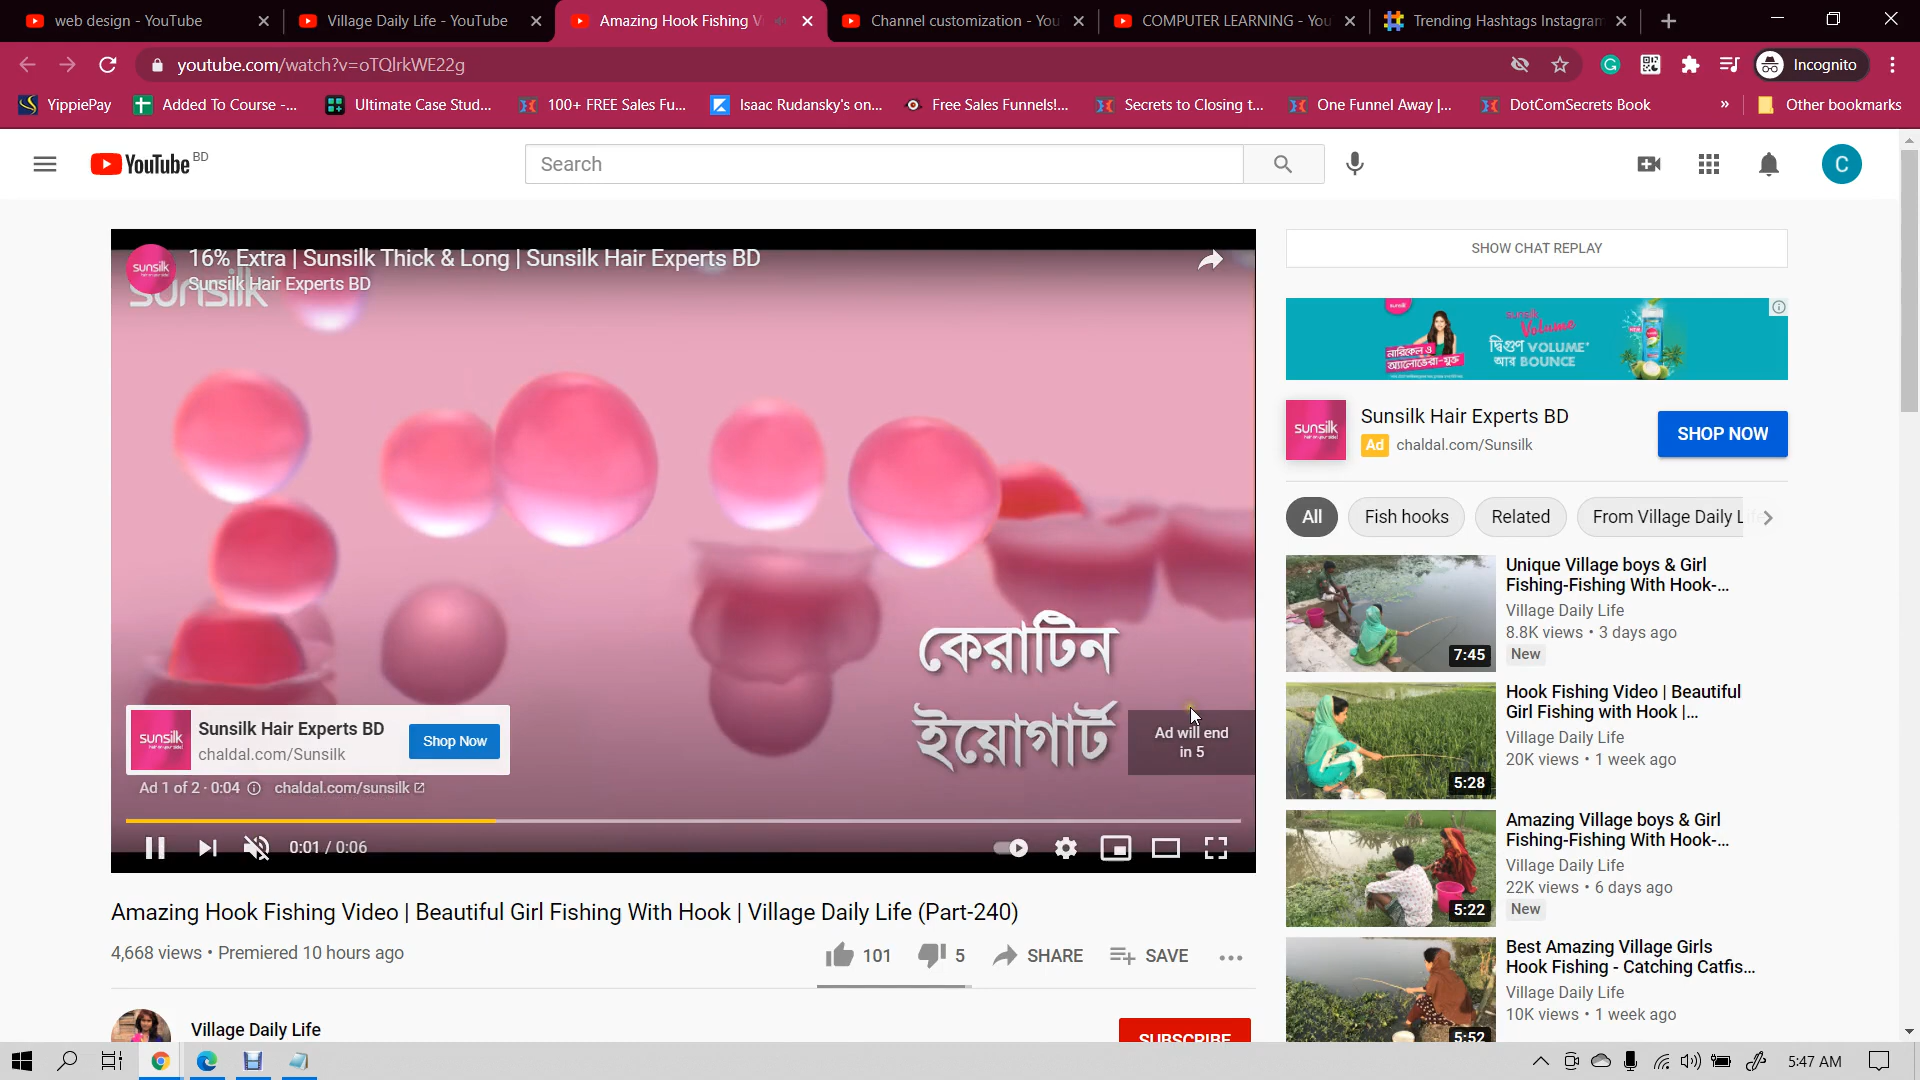 web design - YouTube
Village Daily Life - YouTube
Amazing Hook Fishing V
Channel customization - You
COMPUTER LEARNING - You
Trending Hashtags Instagram
youtube.com/watch?v=oTQlrkWE22g
Incognito
YippiePay
Added To Course -...
Ultimate Case Stud...
100+ FREE Sales Fu...
Isaac Rudansky's on...
Free Sales Funnels!...
Secrets to Closing t...
One Funnel Away |...
DotComSecrets Book
»
Other bookmarks
YouTube BD
Search
C
16% Extra | Sunsilk Thick & Long | Sunsilk Hair Experts BD
Sunsilk Hair Experts BD
sunsilk
sunsilk
কেরাটিন
ইয়োগার্ট
Ad will end
in 5
sunsilk
Sunsilk Hair Experts BD
chaldal.com/Sunsilk
Shop Now
Ad 1 of 2 · 0:04
chaldal.com/sunsilk
0:01 / 0:06
Amazing Hook Fishing Video | Beautiful Girl Fishing With Hook | Village Daily Life (Part-240)
4,668 views • Premiered 10 hours ago
101
5
SHARE
SAVE
Village Daily Life
SUBSCRIBE
SHOW CHAT REPLAY
sunsilk
নারিকেল ও
অ্যালোভেরা-যুক্ত
sunsilk
Volume
দ্বিগুণ VOLUME*
আর BOUNCE
sunsilk
Sunsilk Hair Experts BD
Ad chaldal.com/Sunsilk
SHOP NOW
All
Fish hooks
Related
From Village Daily L
Unique Village boys & Girl
Fishing-Fishing With Hook-...
Village Daily Life
8.8K views • 3 days ago
New
7:45
Hook Fishing Video | Beautiful
Girl Fishing with Hook |...
Village Daily Life
20K views • 1 week ago
5:28
Amazing Village boys & Girl
Fishing-Fishing With Hook-...
Village Daily Life
22K views • 6 days ago
New
5:22
Best Amazing Village Girls
Hook Fishing - Catching Catfis...
Village Daily Life
10K views • 1 week ago
5:52
5:47 AM